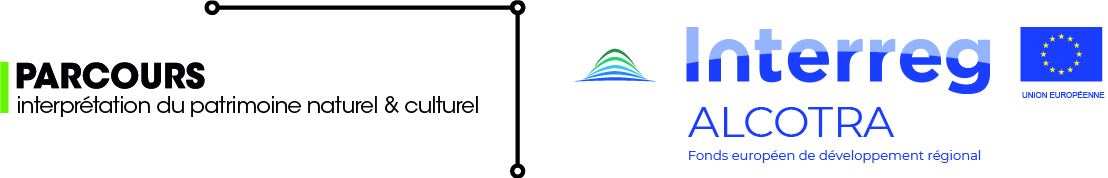 PARCOURS
interprétation du patrimoine naturel & culturel
Interreg
ALCOTRA
Fonds européen de développement régional
UNION EUROPÉENNE